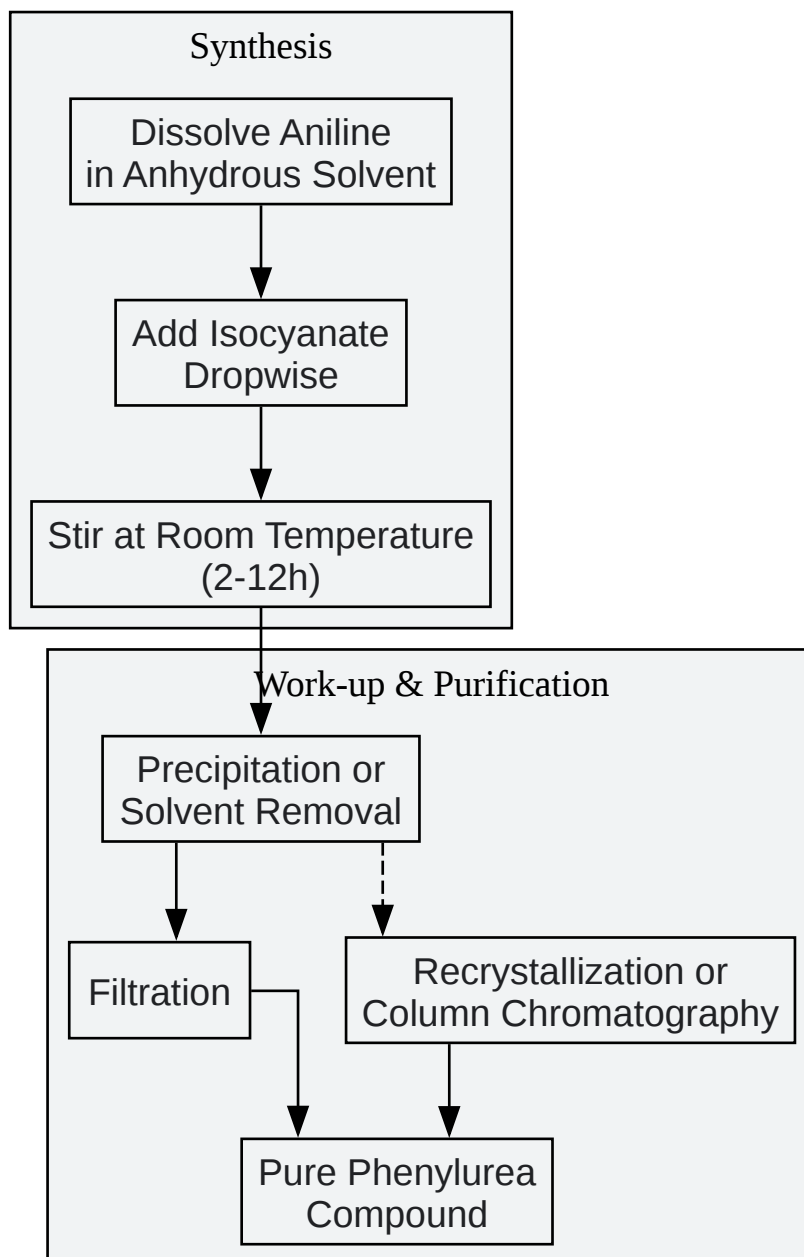 Synthesis
Dissolve Aniline
in Anhydrous Solvent
Add Isocyanate
Dropwise
Stir at Room Temperature
(2-12h)
Work-up & Purification
Precipitation or
Solvent Removal
Filtration
Recrystallization or
Column Chromatography
Pure Phenylurea
Compound